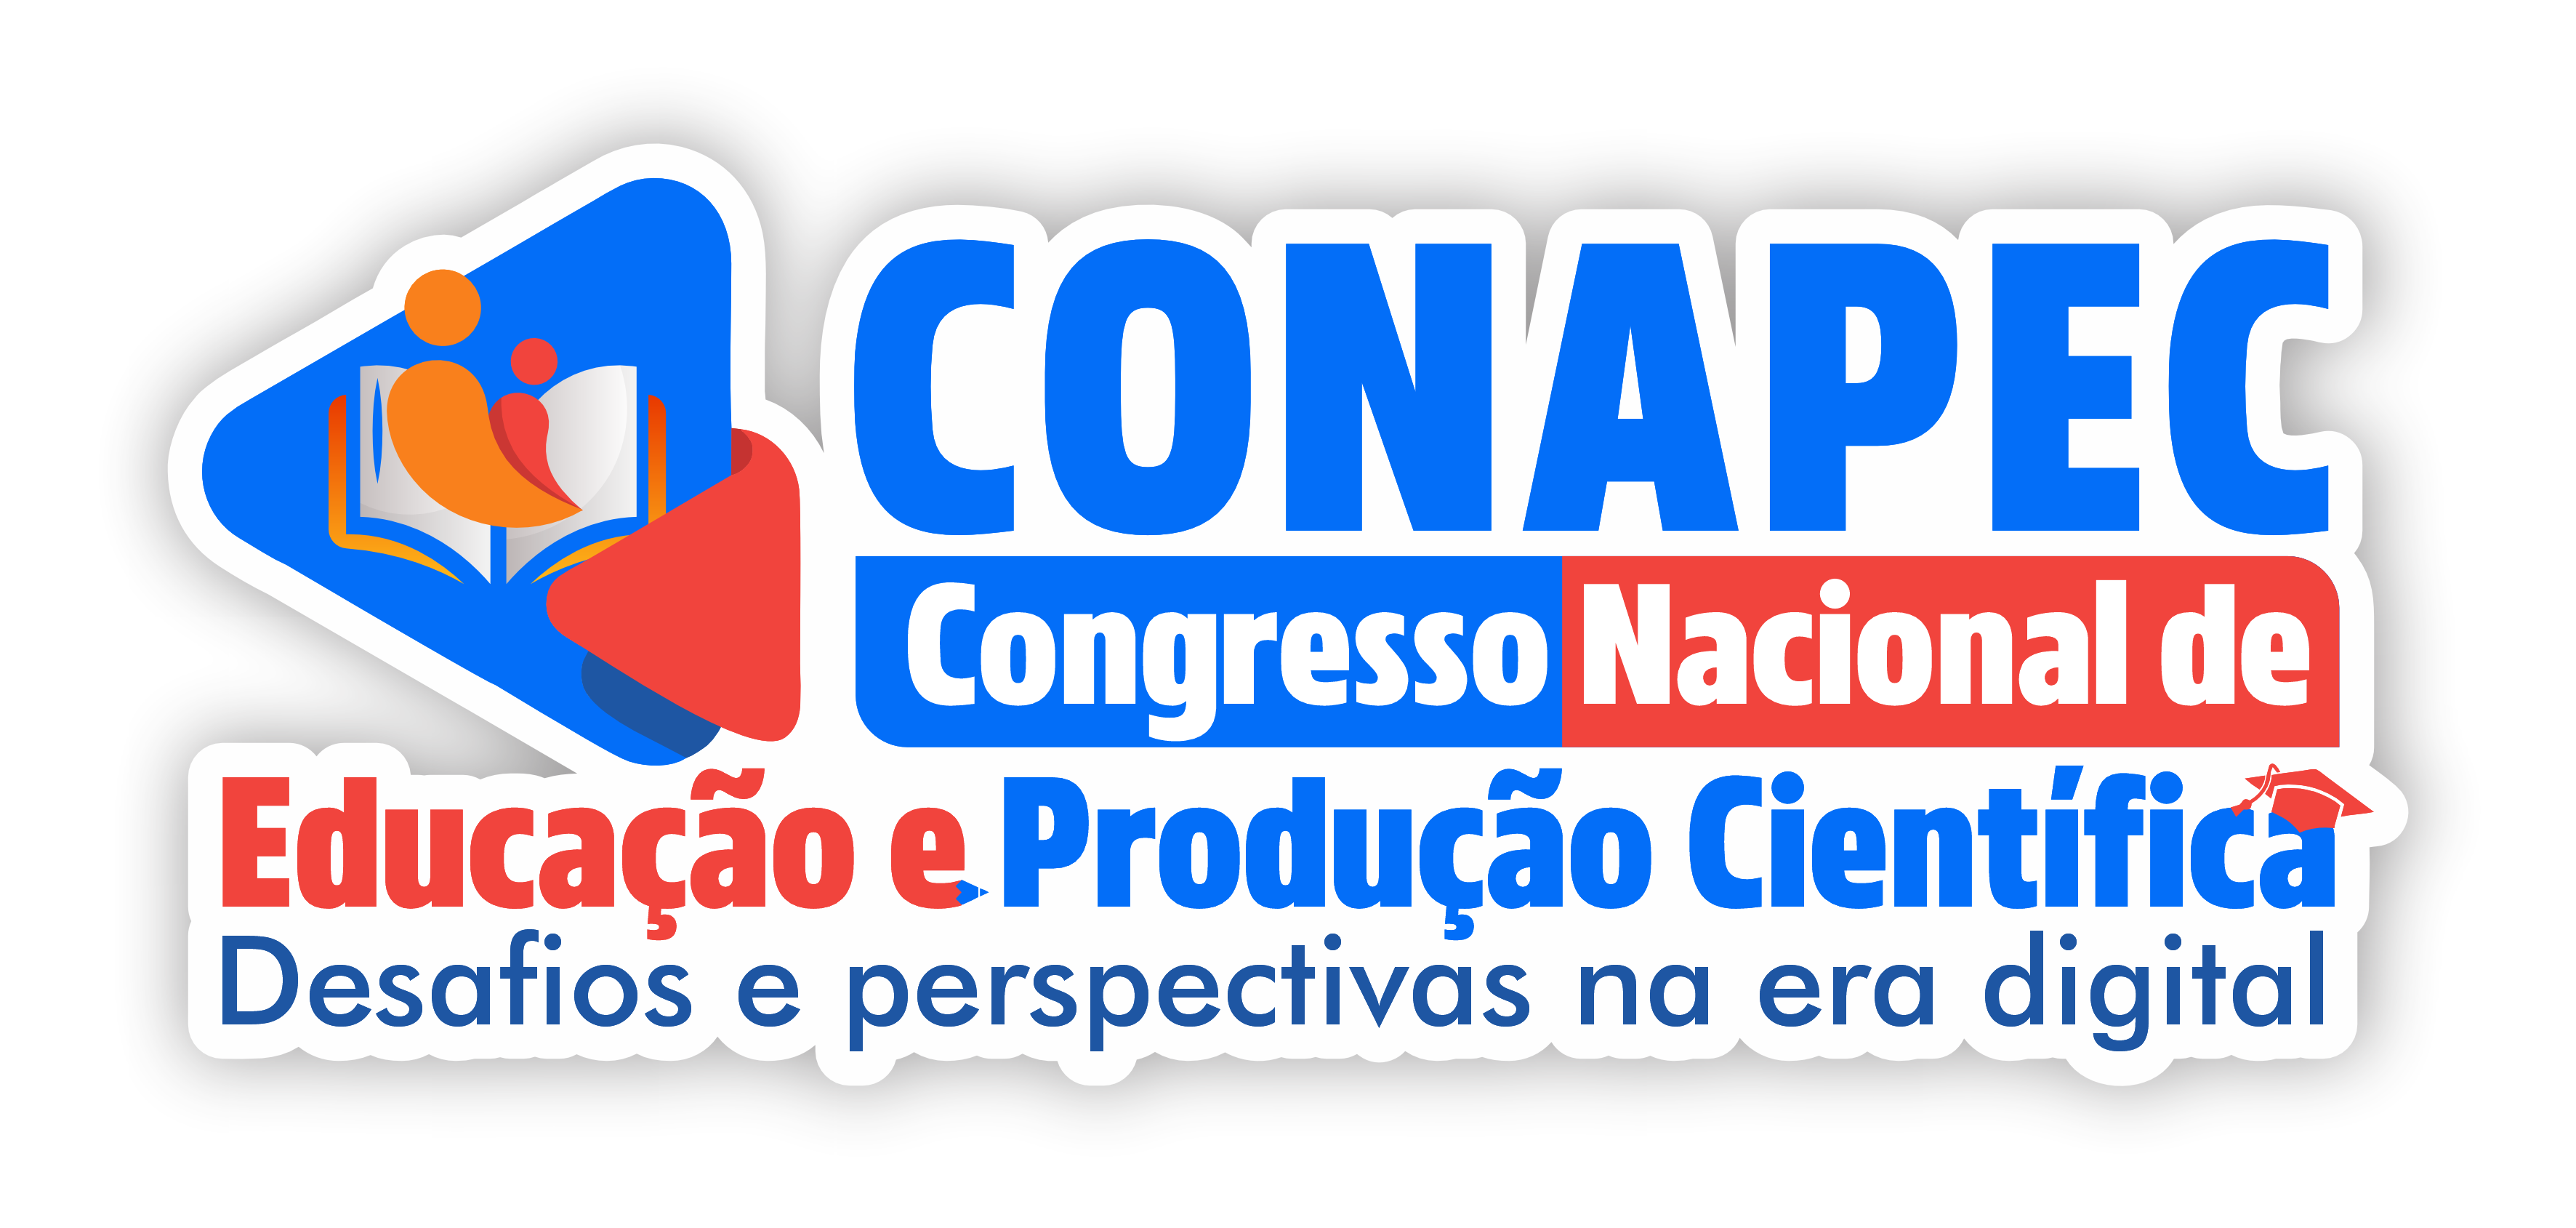 CONAPEC
Congresso Nacional de
Educação e Produção Científica
Desafios e perspectivas na era digital